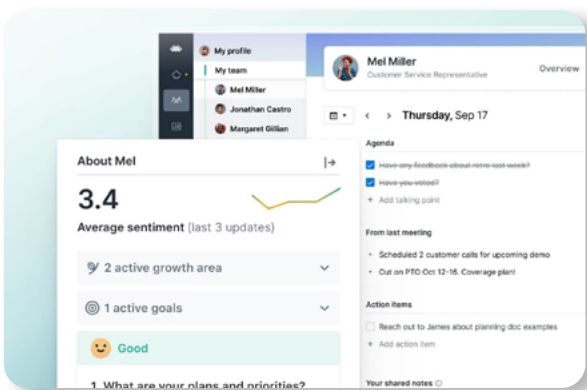 My profile
My team
Mel Miller
Jonathan Castro
Margaret Gillian
Mel Miller
Customer Service Representative
Overview
Thursday, Sep 17
Agenda
Have any feedback about retro last week?
Have you voted?
+ Add talking point
From last meeting
• Scheduled 2 customer calls for upcoming demo
• Out on PTO Oct 12-16. Coverage plan!
Action items
Reach out to James about planning doc examples
+ Add action item
Your shared notes
About Mel
3.4
Average sentiment (last 3 updates)
2 active growth area
1 active goals
Good
1. What are your plans and priorities?